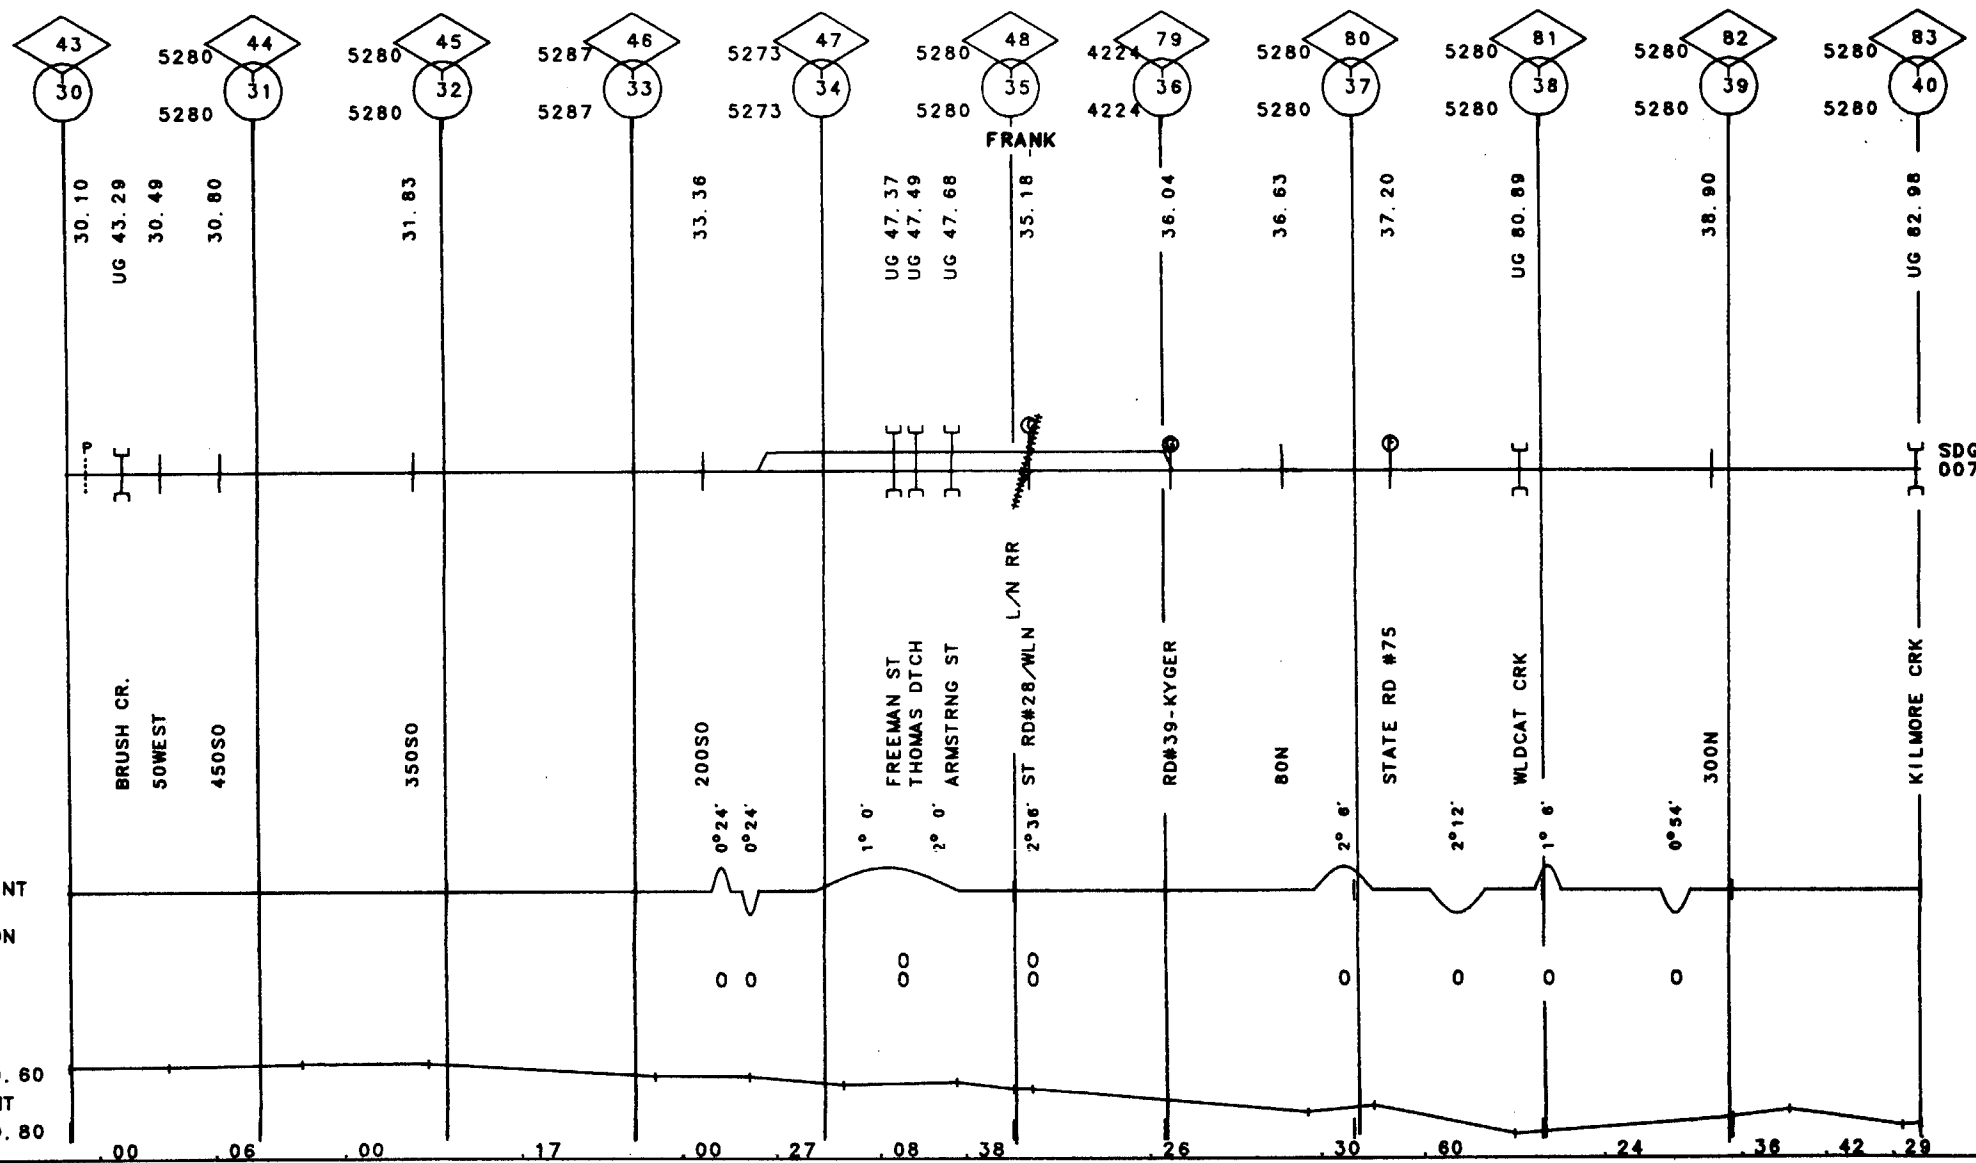 43 44 45 46 47 48 79 80 81 82 83
5280 5280 5287 5273 5280 4224 5280 5280 5280 5280
30 31 32 33 34 35 36 37 38 39 40
5280 5280 5287 5273 5280 4224 5280 5280 5280 5280
FRANK
30.10
UG 43.29
30.49
30.80
31.83
33.36
UG 47.37
UG 47.49
UG 47.68
35.18
36.04
36.63
37.20
UG 80.89
38.90
UG 82.98
P
SDG
007
L/N RR
BRUSH CR.
50WEST
450SO
350SO
200SO
FREEMAN ST
THOMAS DTCH
ARMSTRNG ST
ST RD#28/WLN
RD#39-KYGER
80N
STATE RD #75
WLDCAT CRK
300N
KILMORE CRK
0°24' 0°24' 1° 0' 2° 0' 2°36' 2° 6' 2°12' 1° 6' 0°54'
NT
ON
0 0
0 0 0 0 0 0 0 0
.60
NT
.80
.00 .06 .00 .17 .00 .27 .08 .38 .26 .30 .60 .24 .36 .42 .29